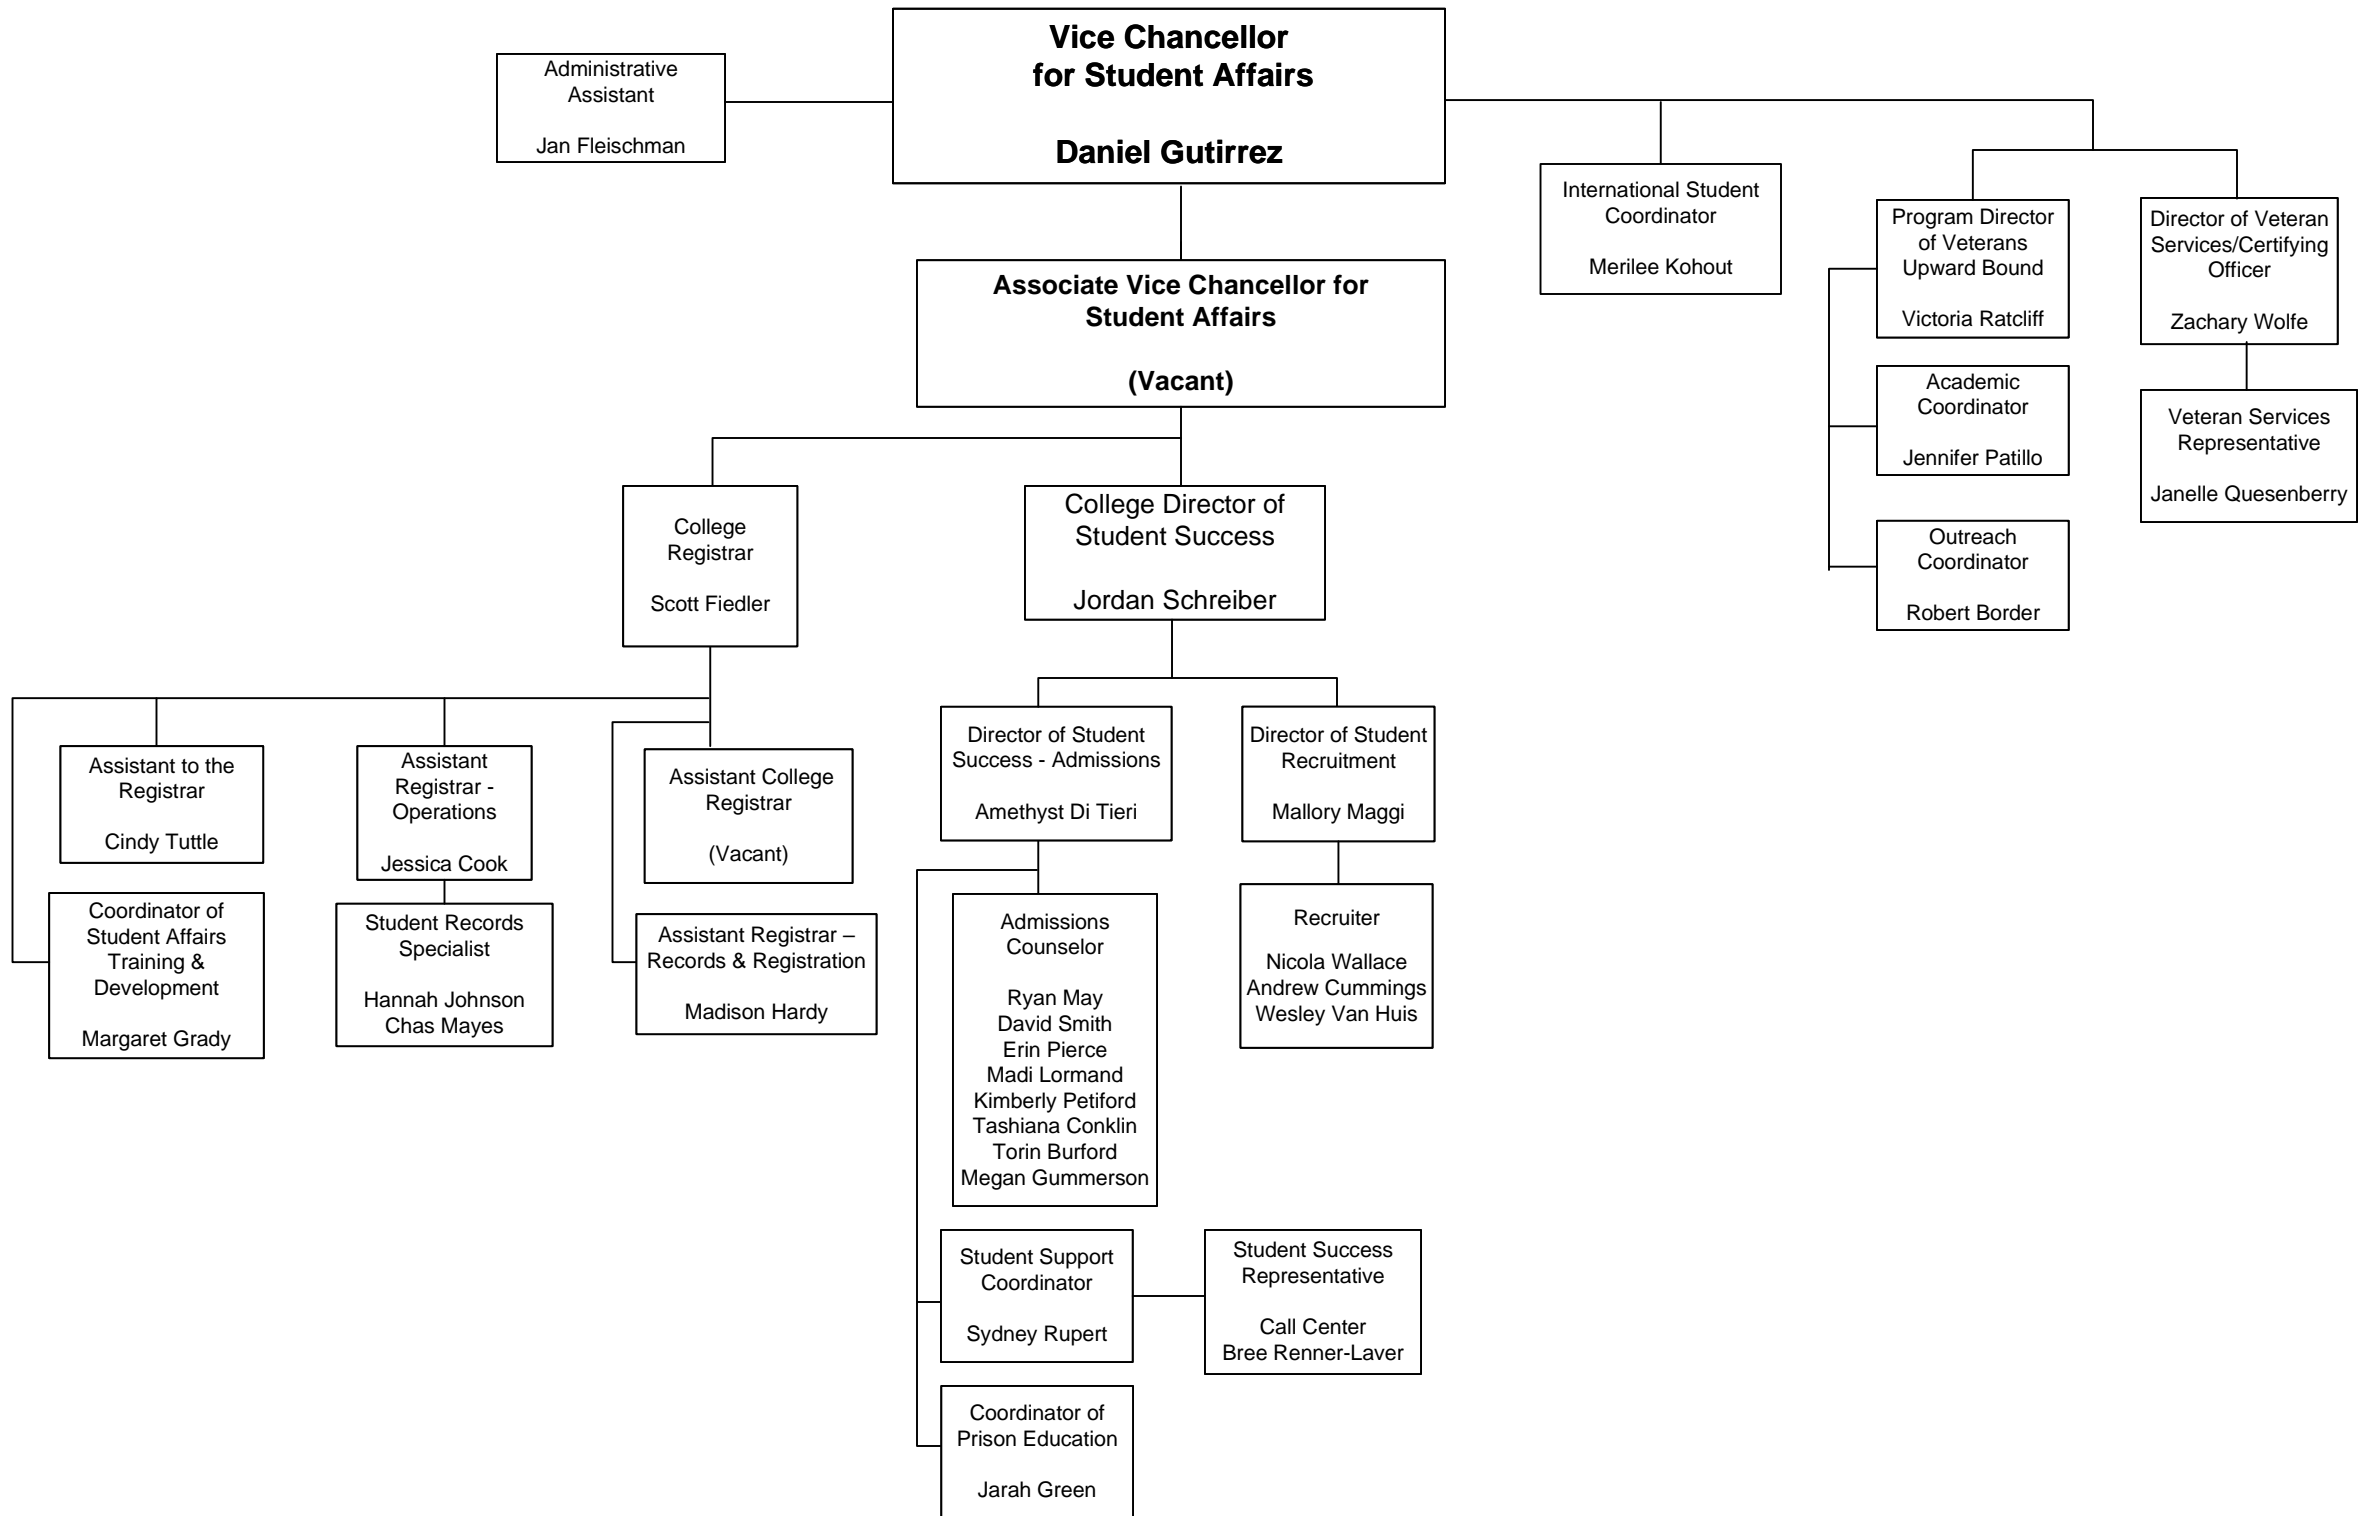 Vice Chancellor
for Student Affairs
Daniel Gutirrez
Administrative
Assistant
Jan Fleischman
International Student
Coordinator
Merilee Kohout
Program Director
of Veterans
Upward Bound
Victoria Ratcliff
Director of Veteran
Services/Certifying
Officer
Zachary Wolfe
Academic
Coordinator
Jennifer Patillo
Veteran Services
Representative
Janelle Quesenberry
Outreach
Coordinator
Robert Border
Associate Vice Chancellor for
Student Affairs
(Vacant)
College
Registrar
Scott Fiedler
College Director of
Student Success
Jordan Schreiber
Assistant to the
Registrar
Cindy Tuttle
Assistant
Registrar -
Operations
Jessica Cook
Assistant College
Registrar
(Vacant)
Coordinator of
Student Affairs
Training &
Development
Margaret Grady
Student Records
Specialist
Hannah Johnson
Chas Mayes
Assistant Registrar –
Records & Registration
Madison Hardy
Director of Student
Success - Admissions
Amethyst Di Tieri
Director of Student
Recruitment
Mallory Maggi
Admissions
Counselor
Ryan May
David Smith
Erin Pierce
Madi Lormand
Kimberly Petiford
Tashiana Conklin
Torin Burford
Megan Gummerson
Recruiter
Nicola Wallace
Andrew Cummings
Wesley Van Huis
Student Support
Coordinator
Sydney Rupert
Student Success
Representative
Call Center
Bree Renner-Laver
Coordinator of
Prison Education
Jarah Green